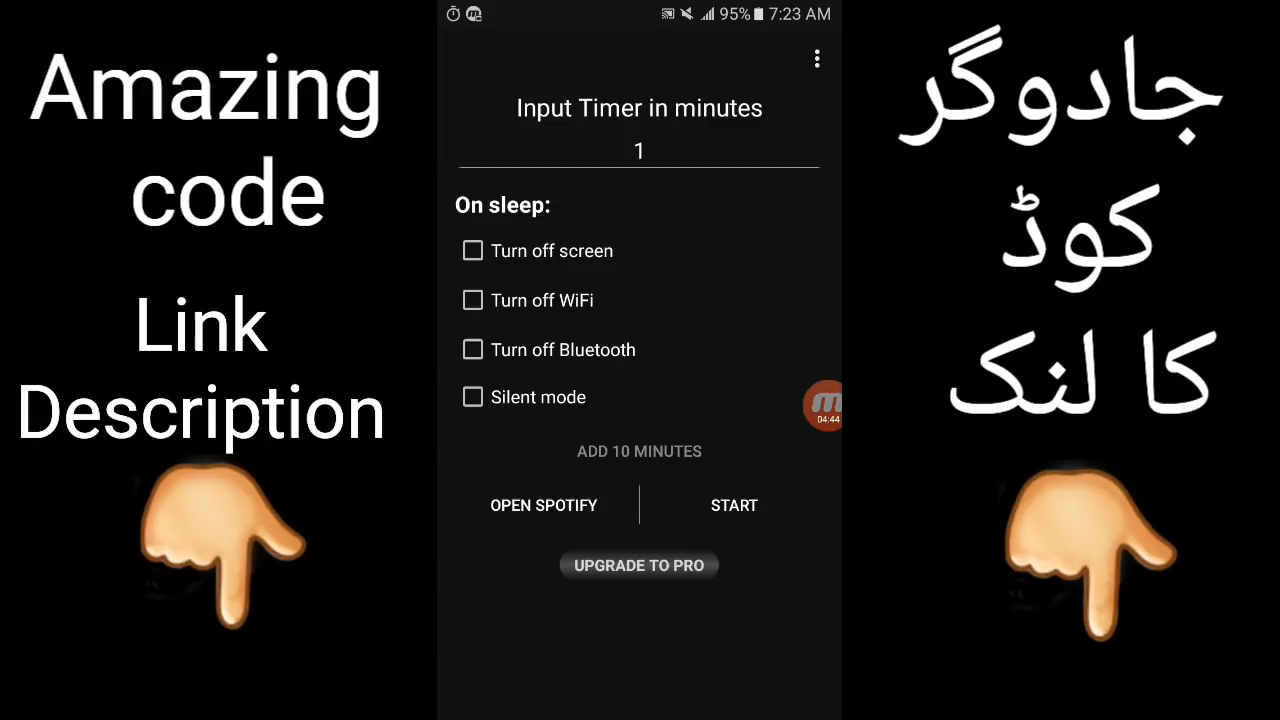 Amazing
code
Link
Description
95% 7:23 AM
Input Timer in minutes
1
On sleep:
Turn off screen
Turn off WiFi
Turn off Bluetooth
Silent mode
04:44
ADD 10 MINUTES
OPEN SPOTIFY
START
UPGRADE TO PRO
جادوگر
کوڈ
کا لنک